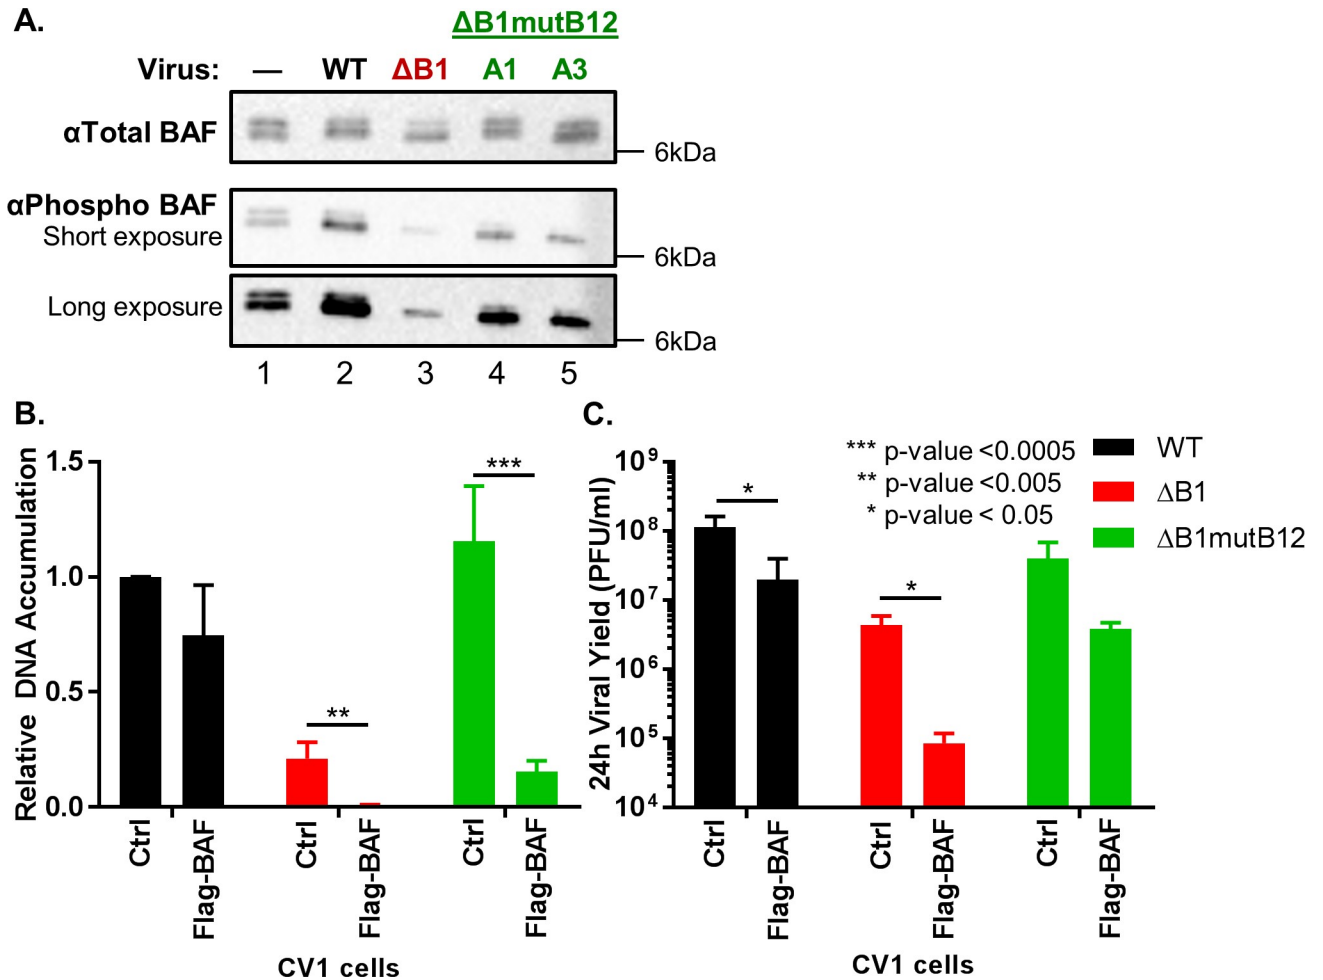 A.
ΔB1mutB12
Virus: — WT ΔB1 A1 A3
αTotal BAF
6kDa
αPhospho BAF
Short exposure
6kDa
Long exposure
6kDa
1 2 3 4 5
B.
Relative DNA Accumulation
1.5
1.0
0.5
0.0
***
**
Ctrl
Flag-BAF
Ctrl
Flag-BAF
Ctrl
Flag-BAF
CV1 cells
C.
*** p-value <0.0005
** p-value <0.005
* p-value < 0.05
WT
ΔB1
ΔB1mutB12
24h Viral Yield (PFU/ml)
10⁹
10⁸
10⁷
10⁶
10⁵
10⁴
*
*
Ctrl
Flag-BAF
Ctrl
Flag-BAF
Ctrl
Flag-BAF
CV1 cells